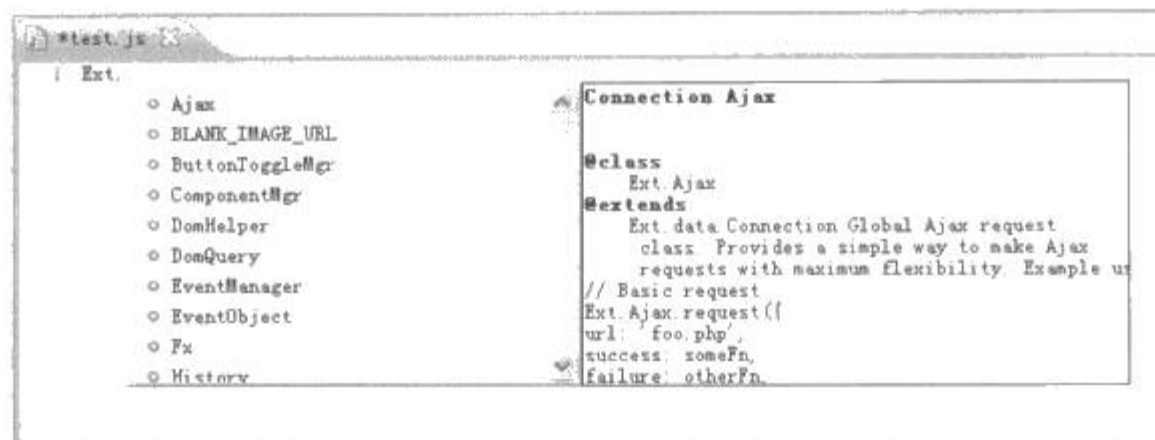 *test.js
1 Ext.
Ajax
BLANK_IMAGE_URL
ButtonToggleMgr
ComponentMgr
DomHelper
DomQuery
EventManager
EventObject
Fx
History
Connection Ajax
@class
Ext.Ajax
@extends
Ext.data.Connection Global Ajax request
class. Provides a simple way to make Ajax
requests with maximum flexibility. Example us
// Basic request
Ext.Ajax.request({
url: 'foo.php',
success: someFn,
failure: otherFn,